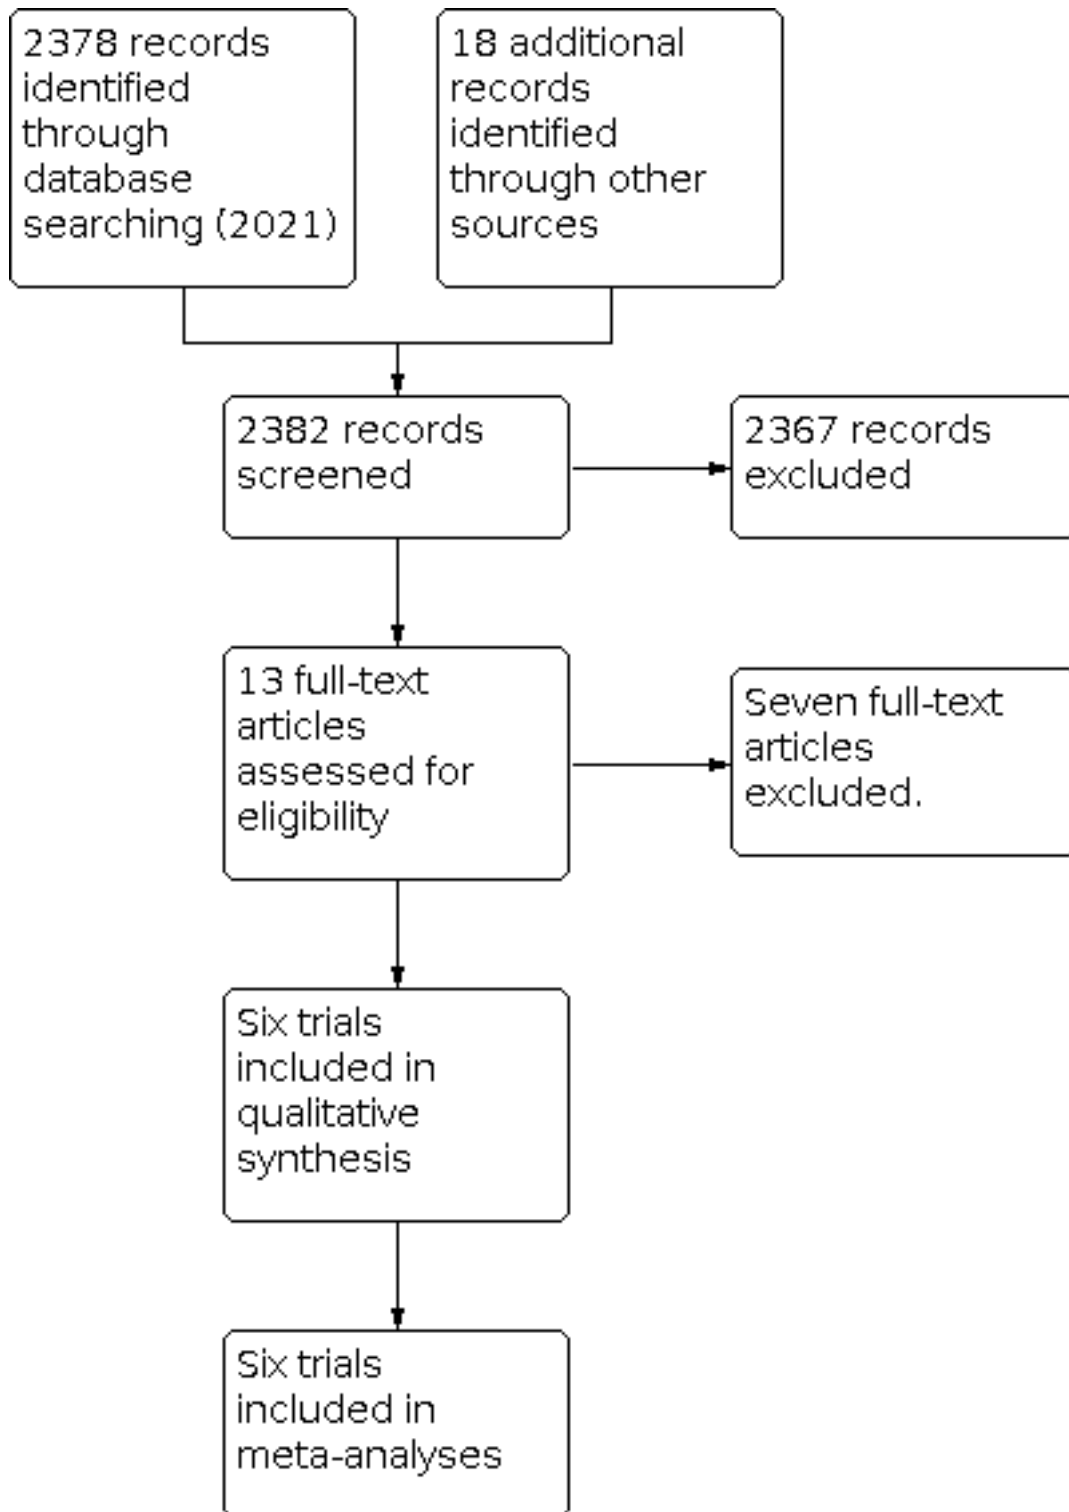 2378 records
identified
through
database
searching (2021)
18 additional
records
identified
through other
sources
2382 records
screened
2367 records
excluded
13 full-text
articles
assessed for
eligibility
Seven full-text
articles
excluded.
Six trials
included in
qualitative
synthesis
Six trials
included in
meta-analyses